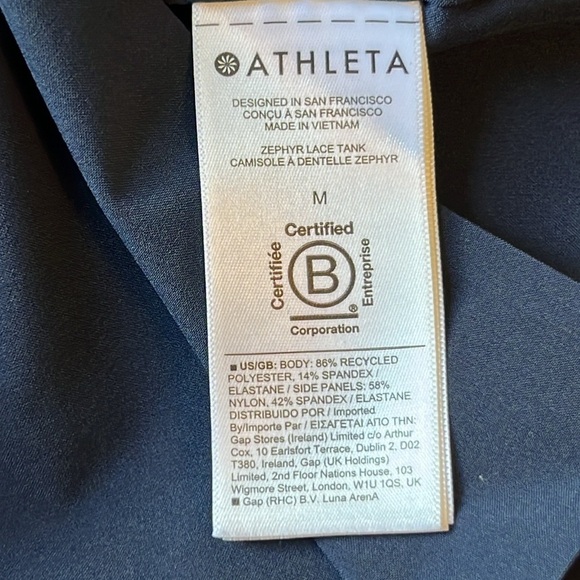 ATHLETA
DESIGNED IN SAN FRANCISCO
CONÇU À SAN FRANCISCO
MADE IN VIETNAM
ZEPHYR LACE TANK
CAMISOLE À DENTELLE ZEPHYR
M
Certified
Certifiée
B
Entreprise
®
Corporation
■ US/GB: BODY: 86% RECYCLED
POLYESTER, 14% SPANDEX /
ELASTANE / SIDE PANELS: 58%
NYLON, 42% SPANDEX / ELASTANE
DISTRIBUIDO POR / Imported
By/Importe Par / ΕΙΣΑΓΕΤΑΙ ΑΠΟ ΤΗΝ:
Gap Stores (Ireland) Limited c/o Arthur
Cox, 10 Earlsfort Terrace, Dublin 2, D02
T380, Ireland, Gap (UK Holdings)
Limited, 2nd Floor Nations House, 103
Wigmore Street, London, W1U 1QS, UK
■ Gap (RHC) B.V. Luna ArenA